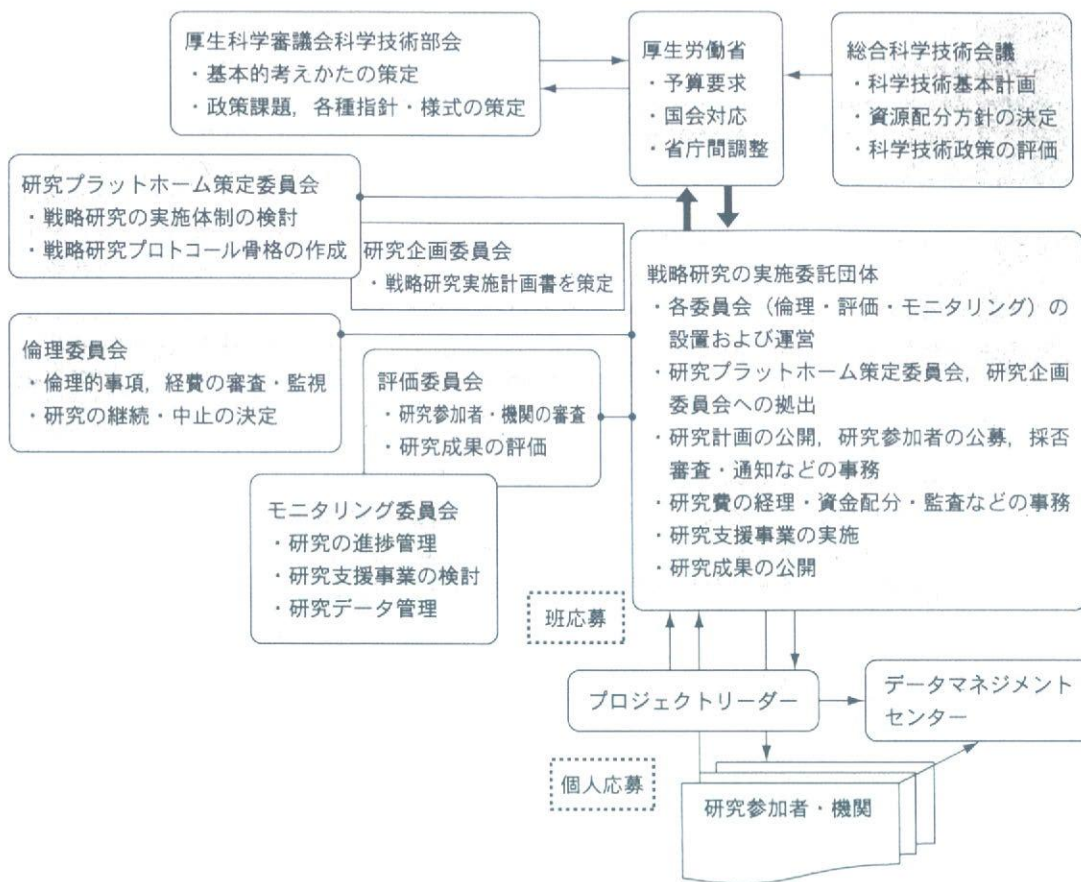 厚生科学審議会科学技術部会
・基本的考えかたの策定
・政策課題，各種指針・様式の策定
厚生労働省
・予算要求
・国会対応
・省庁間調整
総合科学技術会議
・科学技術基本計画
・資源配分方針の決定
・科学技術政策の評価
研究プラットホーム策定委員会
・戦略研究の実施体制の検討
・戦略研究プロトコール骨格の作成
研究企画委員会
・戦略研究実施計画書を策定
倫理委員会
・倫理的事項，経費の審査・監視
・研究の継続・中止の決定
評価委員会
・研究参加者・機関の審査
・研究成果の評価
モニタリング委員会
・研究の進捗管理
・研究支援事業の検討
・研究データ管理
戦略研究の実施委託団体
・各委員会（倫理・評価・モニタリング）の
設置および運営
・研究プラットホーム策定委員会，研究企画
委員会への拠出
・研究計画の公開，研究参加者の公募，採否
審査・通知などの事務
・研究費の経理・資金配分・監査などの事務
・研究支援事業の実施
・研究成果の公開
班応募
プロジェクトリーダー
データマネジメント
センター
個人応募
研究参加者・機関